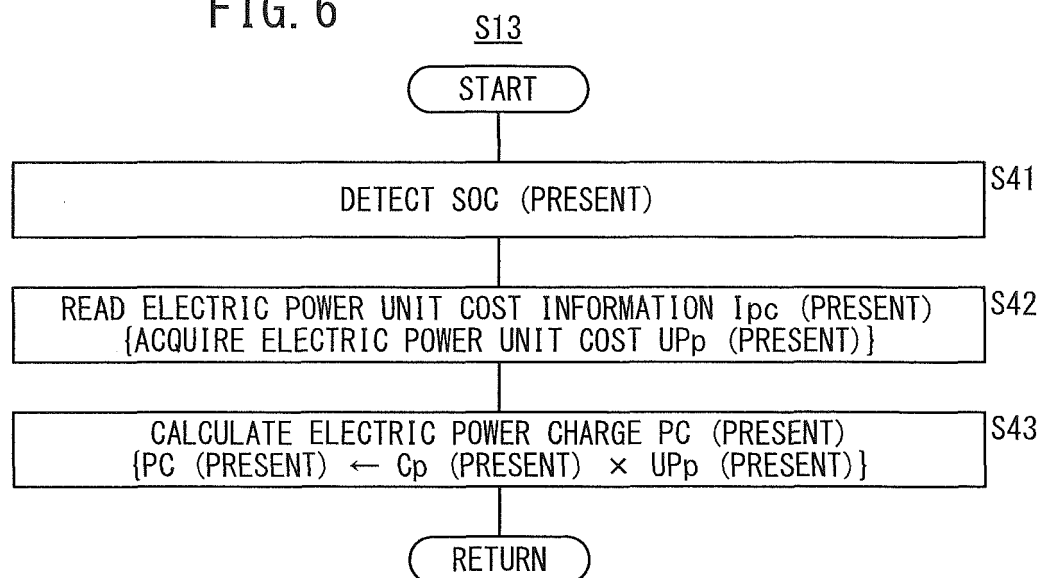 FIG. 6
S13
START
DETECT SOC (PRESENT)
S41
READ ELECTRIC POWER UNIT COST INFORMATION Ipc (PRESENT)
{ACQUIRE ELECTRIC POWER UNIT COST UPp (PRESENT)}
S42
CALCULATE ELECTRIC POWER CHARGE PC (PRESENT)
{PC (PRESENT) ← Cp (PRESENT) × UPp (PRESENT)}
S43
RETURN